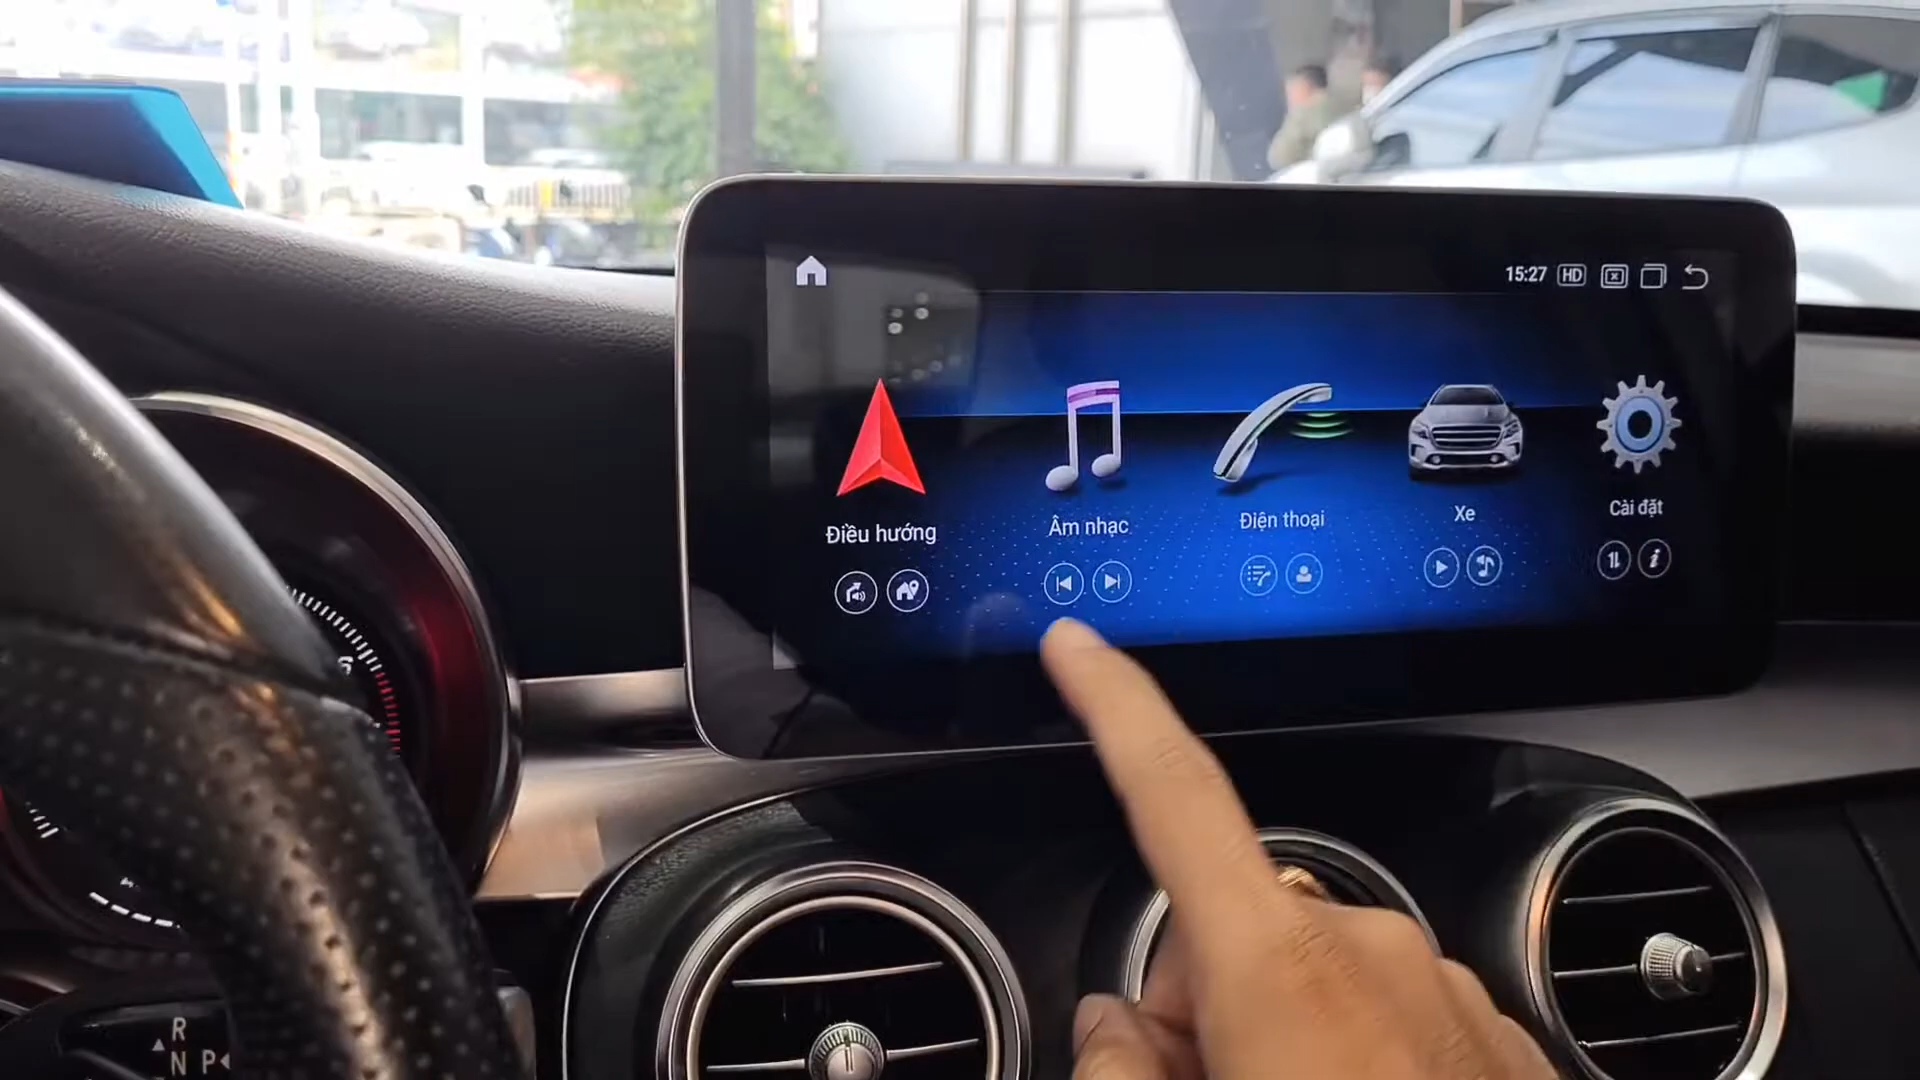 15:27 HD
Điều hướng
Âm nhạc
Điện thoại
Xe
Cài đặt
R
N P